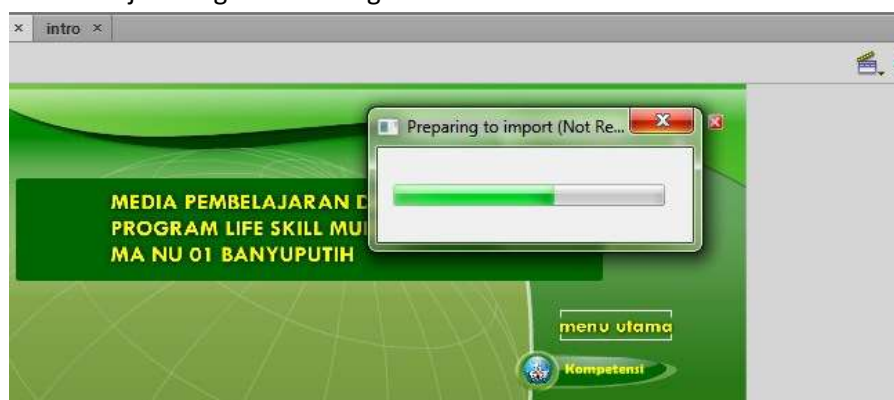 intro
Preparing to import (Not Re...
MEDIA PEMBELAJARAN D
PROGRAM LIFE SKILL MU
MA NU 01 BANYUPUTIH
menu utama
Kompetensi